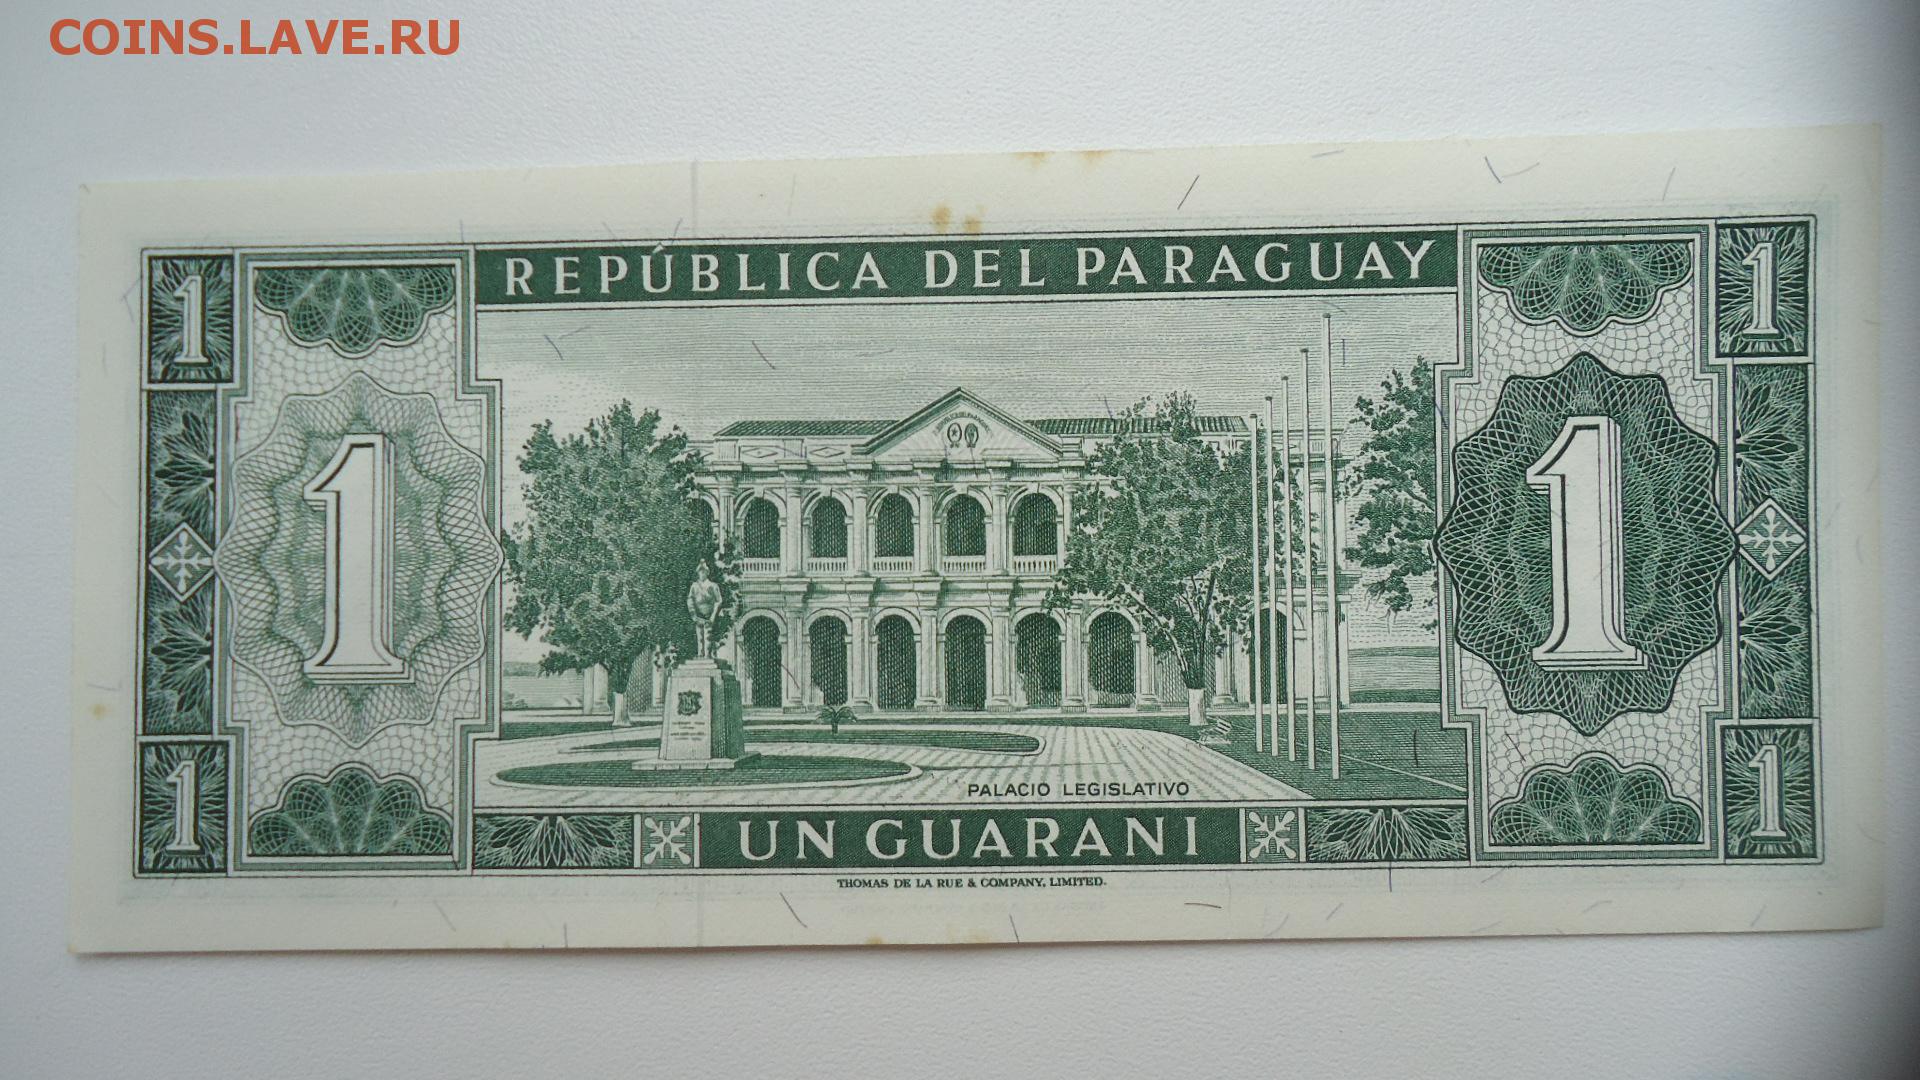 COINS.LAVE.RU
REPÚBLICA DEL PARAGUAY
1
1
1
1
PALACIO LEGISLATIVO
1
1
UN GUARANI
THOMAS DE LA RUE & COMPANY, LIMITED.